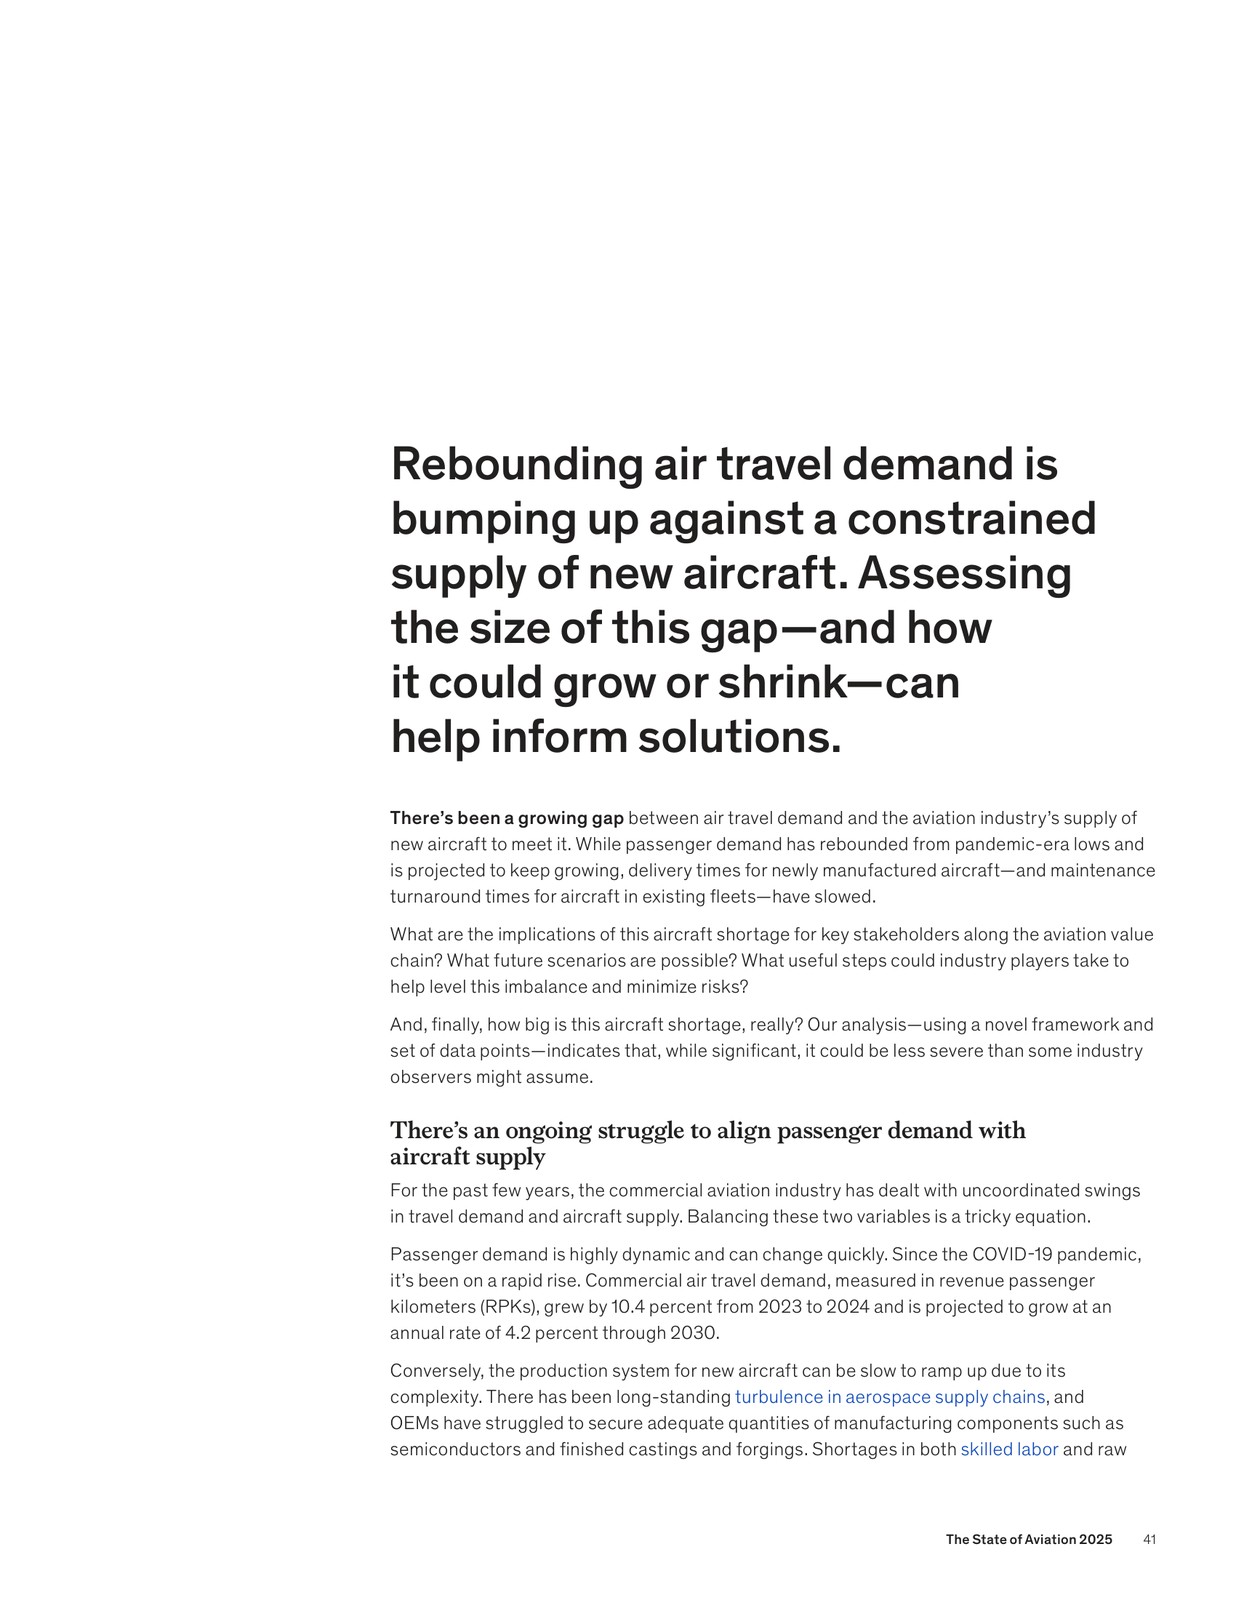 Rebounding air travel demand is
bumping up against a constrained
supply of new aircraft. Assessing
the size of this gap—and how
it could grow or shrink—can
help inform solutions.
There’s been a growing gap between air travel demand and the aviation industry’s supply of
new aircraft to meet it. While passenger demand has rebounded from pandemic-era lows and
is projected to keep growing, delivery times for newly manufactured aircraft—and maintenance
turnaround times for aircraft in existing fleets—have slowed.
What are the implications of this aircraft shortage for key stakeholders along the aviation value
chain? What future scenarios are possible? What useful steps could industry players take to
help level this imbalance and minimize risks?
And, finally, how big is this aircraft shortage, really? Our analysis—using a novel framework and
set of data points—indicates that, while significant, it could be less severe than some industry
observers might assume.
There’s an ongoing struggle to align passenger demand with
aircraft supply
For the past few years, the commercial aviation industry has dealt with uncoordinated swings
in travel demand and aircraft supply. Balancing these two variables is a tricky equation.
Passenger demand is highly dynamic and can change quickly. Since the COVID-19 pandemic,
it’s been on a rapid rise. Commercial air travel demand, measured in revenue passenger
kilometers (RPKs), grew by 10.4 percent from 2023 to 2024 and is projected to grow at an
annual rate of 4.2 percent through 2030.
Conversely, the production system for new aircraft can be slow to ramp up due to its
complexity. There has been long-standing turbulence in aerospace supply chains, and
OEMs have struggled to secure adequate quantities of manufacturing components such as
semiconductors and finished castings and forgings. Shortages in both skilled labor and raw
The State of Aviation 2025 41